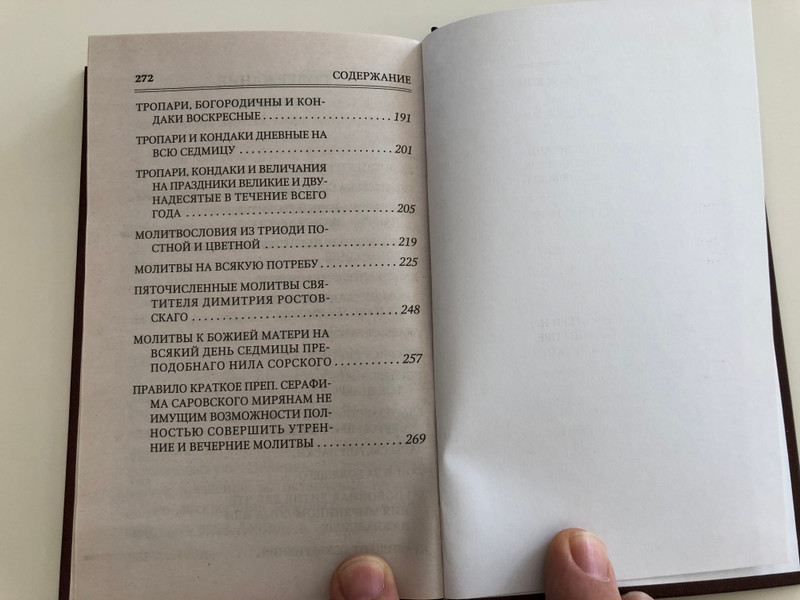 272 СОДЕРЖАНИЕ
ТРОПАРИ, БОГОРОДИЧНЫ И КОН-
ДАКИ ВОСКРЕСНЫЕ ..................... 191
ТРОПАРИ И КОНДАКИ ДНЕВНЫЕ НА
ВСЮ СЕДМИЦУ ......................... 201
ТРОПАРИ, КОНДАКИ И ВЕЛИЧАНИЯ
НА ПРАЗДНИКИ ВЕЛИКИЕ И ДВУ-
НАДЕСЯТЫЕ В ТЕЧЕНИЕ ВСЕГО
ГОДА .................................. 205
МОЛИТВОСЛОВИЯ ИЗ ТРИОДИ ПО-
СТНОЙ И ЦВЕТНОЙ ..................... 219
МОЛИТВЫ НА ВСЯКУЮ ПОТРЕБУ ............ 225
ПЯТОЧИСЛЕННЫЕ МОЛИТВЫ СВЯ-
ТИТЕЛЯ ДИМИТРИЯ РОСТОВ-
СКАГО ................................. 248
МОЛИТВЫ К БОЖИЕЙ МАТЕРИ НА
ВСЯКИЙ ДЕНЬ СЕДМИЦЫ ПРЕ-
ПОДОБНАГО НИЛА СОРСКОГО ........... 257
ПРАВИЛО КРАТКОЕ ПРЕП. СЕРАФИ-
МА САРОВСКОГО МИРЯНАМ НЕ
ИМУЩИМ ВОЗМОЖНОСТИ ПОЛ-
НОСТЬЮ СОВЕРШИТЬ УТРЕН-
НИЕ И ВЕЧЕРНИЕ МОЛИТВЫ ............. 269